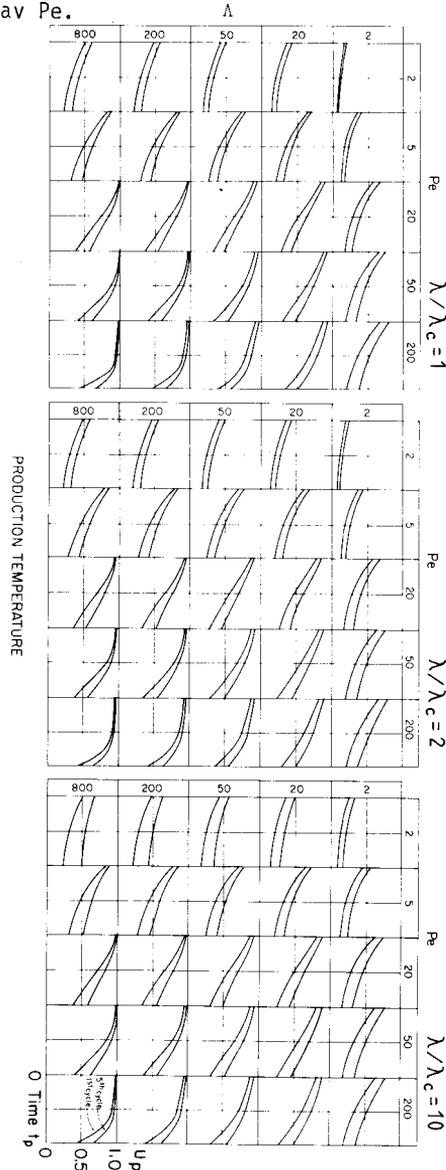 av Pe.
Λ
800 200 50 20 2
2
5
Pe
20
λ/λc = 1
50
200
800 200 50 20 2
2
5
Pe
20
λ/λc = 2
50
200
PRODUCTION TEMPERATURE
800 200 50 20 2
2
5
Pe
20
λ/λc = 10
50
200
5th cycle
1st cycle
Up
1.0
0.5
0 Time tp